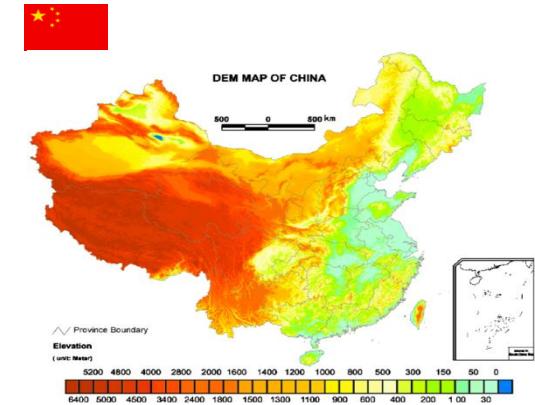 DEM MAP OF CHINA
500 0 500 km
Province Boundary
Elevation
( unit: Meter)
5200 4800 4000 3200 2800 2000 1600 1400 1200 1000 800 500 300 150 50 0
6400 5000 4500 3400 2400 1800 1500 1300 1100 900 600 400 200 100 30